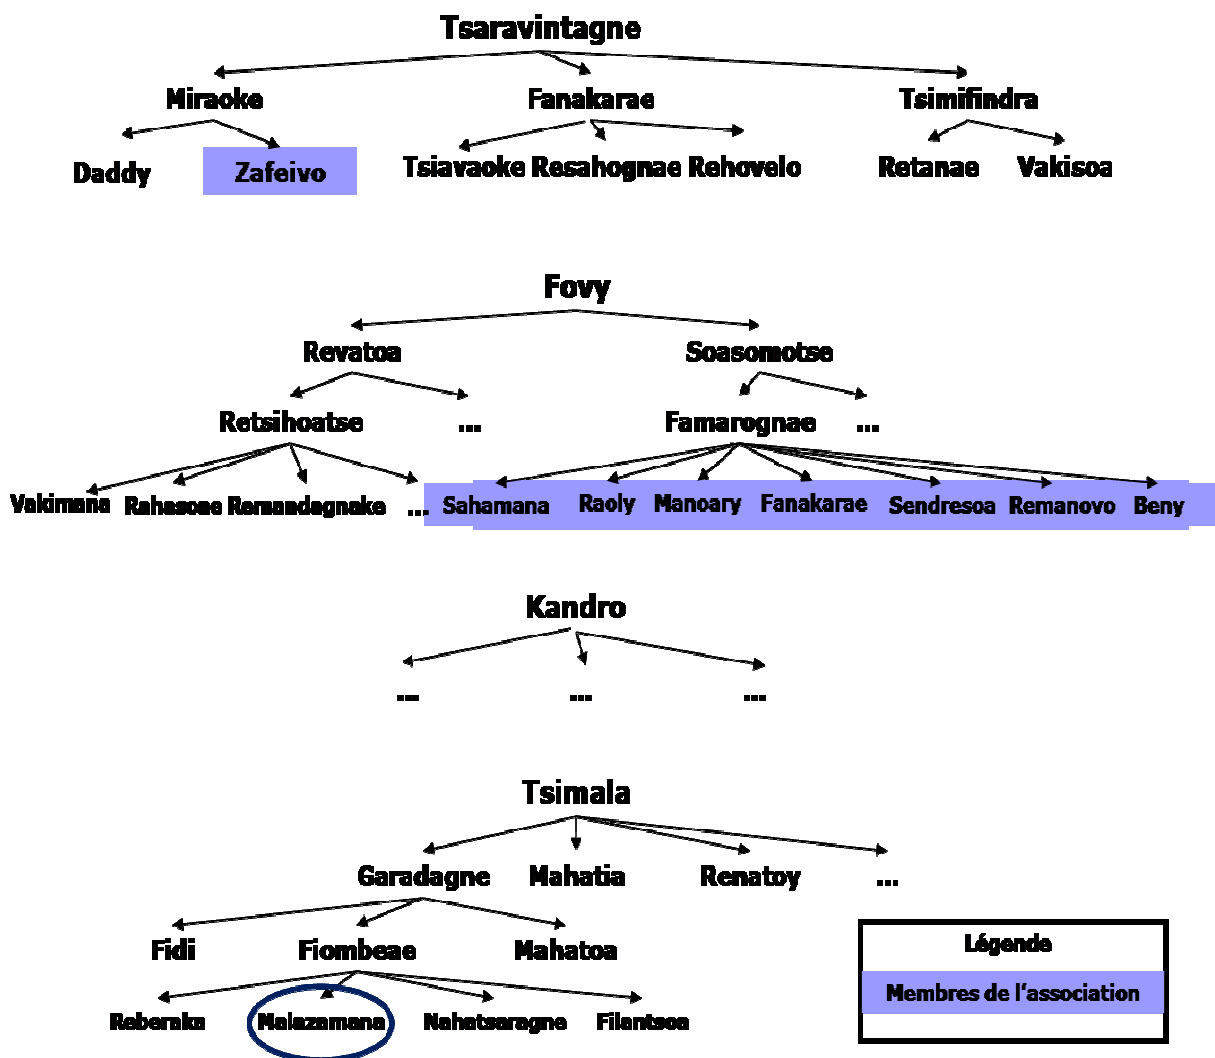 Tsaravintagne
Miraoke Fanakarae Tsimifindra
Daddy Zafeivo Tsiavaoke Resahognae Rehovelo Retanae Vakisoa
Fovy
Revatoa Soasomotse
Retsihoatse ... Famarognae ...
Vakimana Rahasoae Remandagnake ... Sahamana Raoly Manoary Fanakarae Sendresoa Remanovo Beny
Kandro
... ... ...
Tsimala
Garadagne Mahatia Renatoy ...
Fidi Fiombeae Mahatoa
Reberaka Malazamana Nahatsaragne Filantsoa
Légende
Membres de l'association